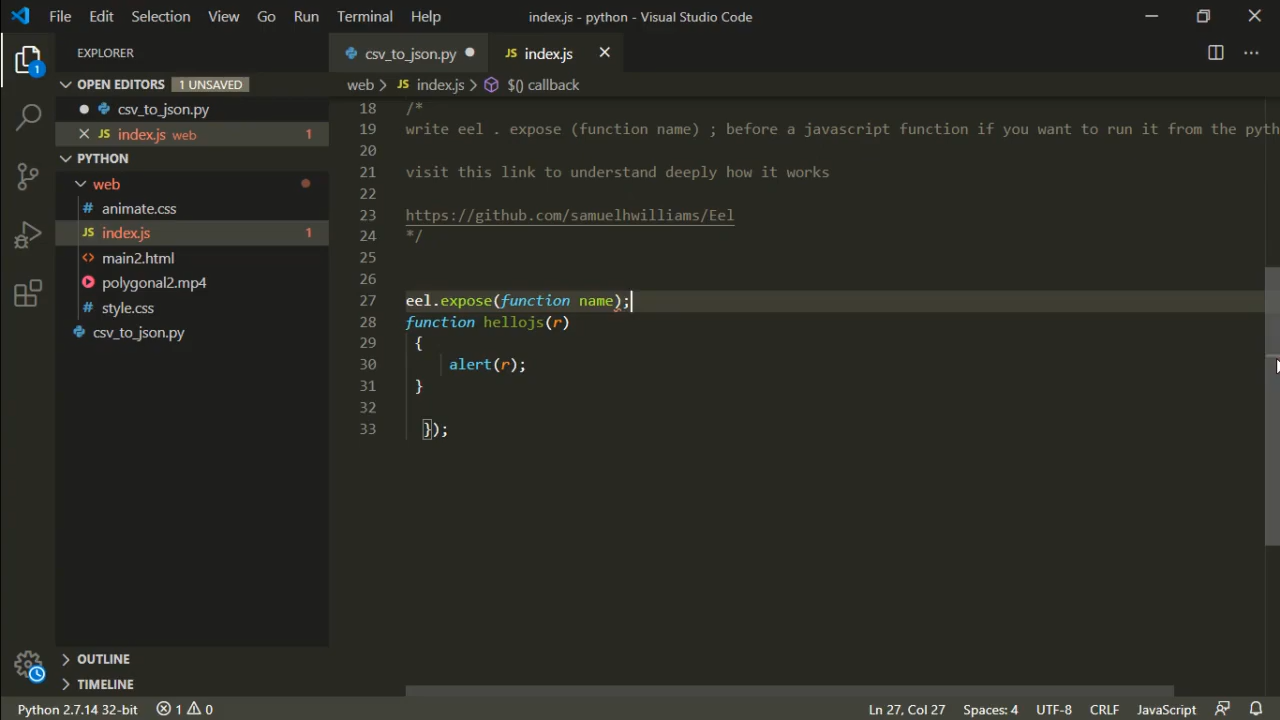 File Edit Selection View Go Run Terminal Help index.js - python - Visual Studio Code
EXPLORER
csv_to_json.py
JS index.js
OPEN EDITORS 1 UNSAVED
web JS index.js $() callback
csv_to_json.py
JS index.js web 1
PYTHON
web
# animate.css
JS index.js 1
<> main2.html
polygonal2.mp4
# style.css
csv_to_json.py
OUTLINE
TIMELINE
1
18 /*
19 write eel . expose (function name) ; before a javascript function if you want to run it from the pyth
20
21 visit this link to understand deeply how it works
22
23 https://github.com/samuelhwilliams/Eel
24 */
25
26
27 eel.expose(function name);
28 function hellojs(r)
29 {
30 alert(r);
31 }
32
33 });
Python 2.7.14 32-bit 1 0 Ln 27, Col 27 Spaces: 4 UTF-8 CRLF JavaScript